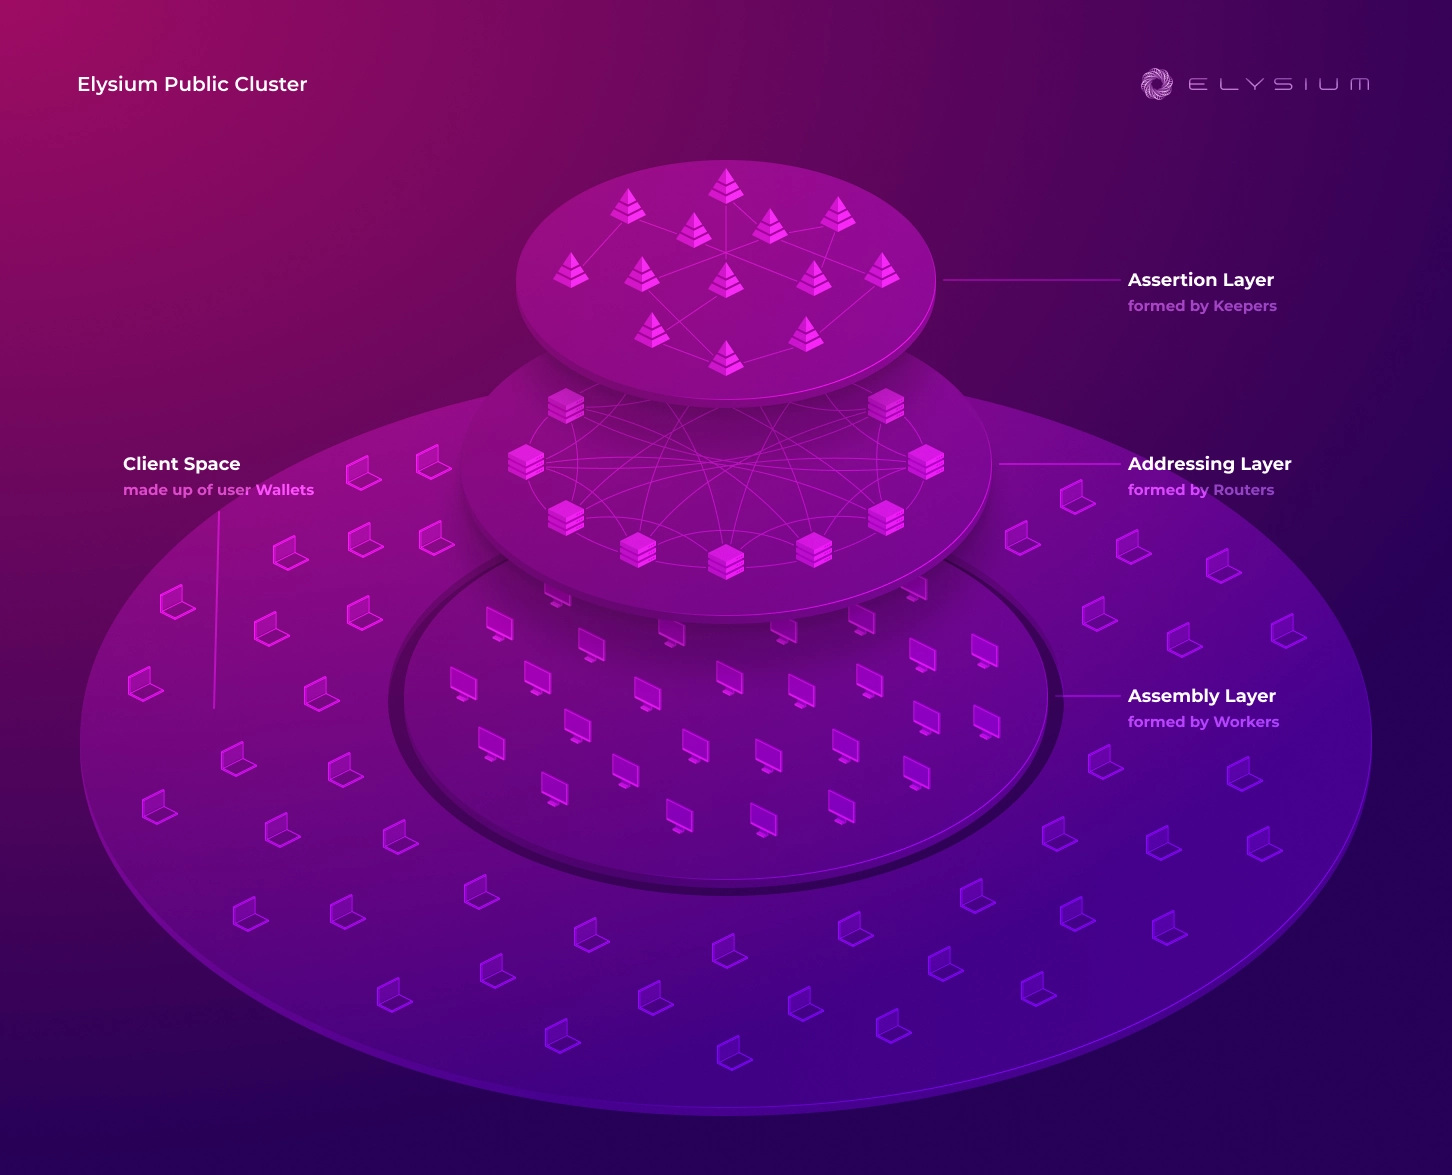 Elysium Public Cluster
ELYSIUM
Assertion Layer
formed by Keepers
Client Space
made up of user Wallets
Addressing Layer
formed by Routers
Assembly Layer
formed by Workers